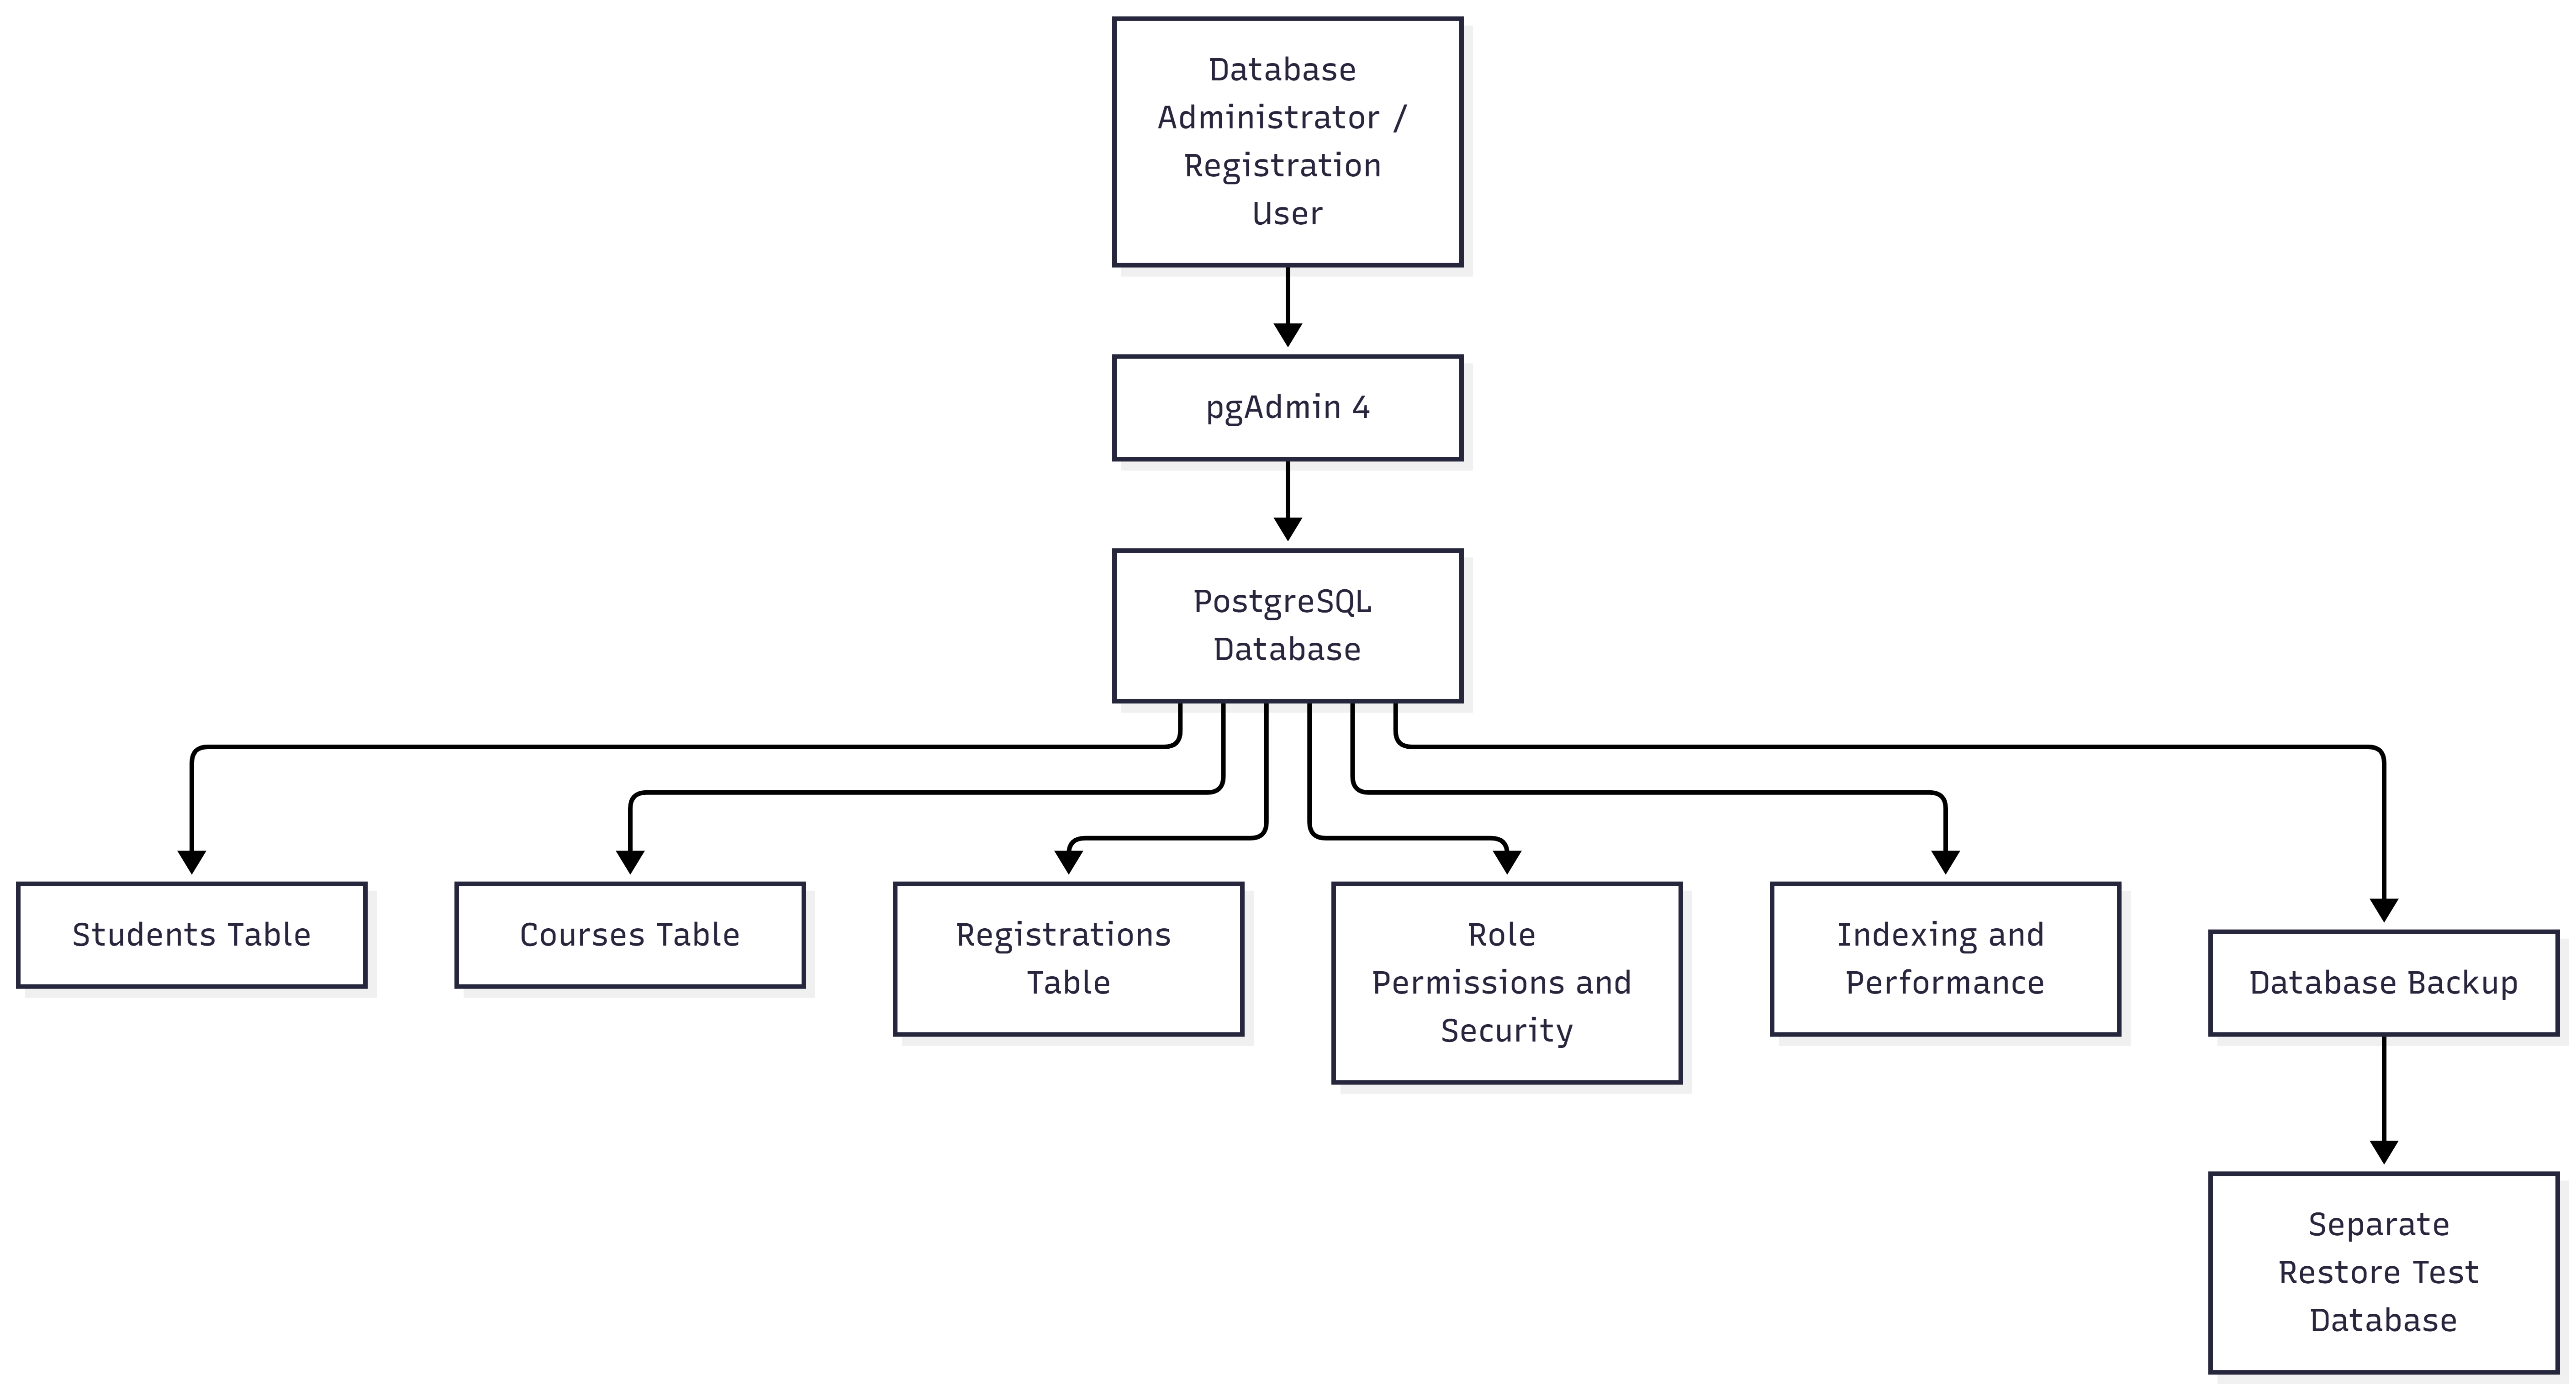 Database
Administrator /
Registration
User
pgAdmin 4
PostgreSQL
Database
Students Table
Courses Table
Registrations
Table
Role
Permissions and
Security
Indexing and
Performance
Database Backup
Separate
Restore Test
Database